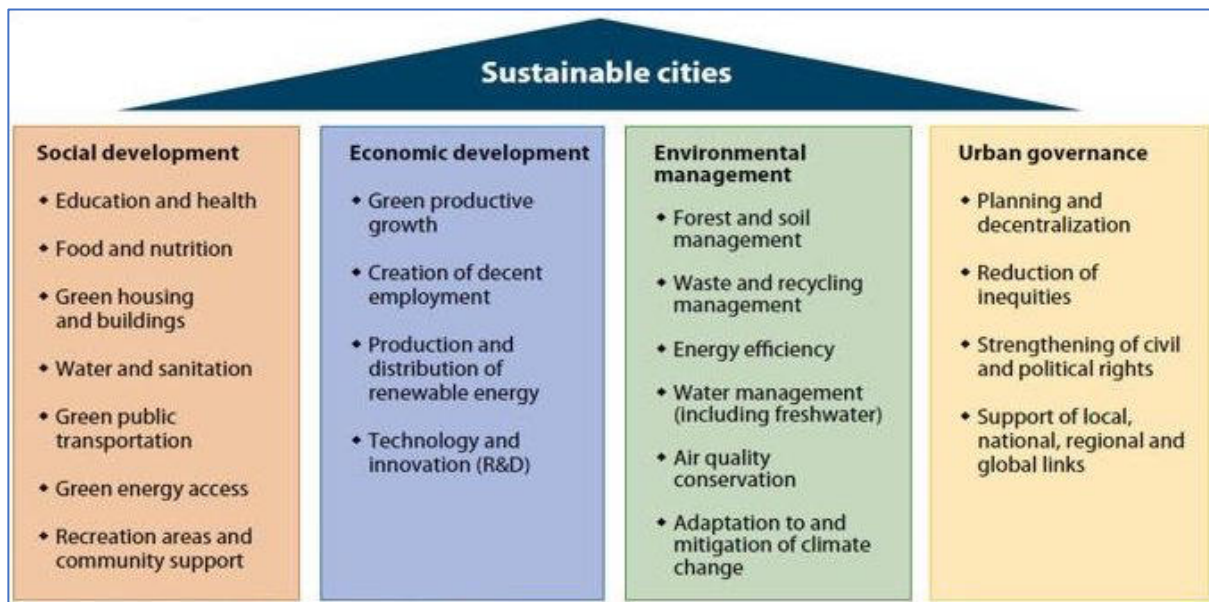 Sustainable cities
Social development
◆ Education and health
◆ Food and nutrition
◆ Green housing
and buildings
◆ Water and sanitation
◆ Green public
transportation
◆ Green energy access
◆ Recreation areas and
community support
Economic development
◆ Green productive
growth
◆ Creation of decent
employment
◆ Production and
distribution of
renewable energy
◆ Technology and
innovation (R&D)
Environmental
management
◆ Forest and soil
management
◆ Waste and recycling
management
◆ Energy efficiency
◆ Water management
(including freshwater)
◆ Air quality
conservation
◆ Adaptation to and
mitigation of climate
change
Urban governance
◆ Planning and
decentralization
◆ Reduction of
inequities
◆ Strengthening of civil
and political rights
◆ Support of local,
national, regional and
global links